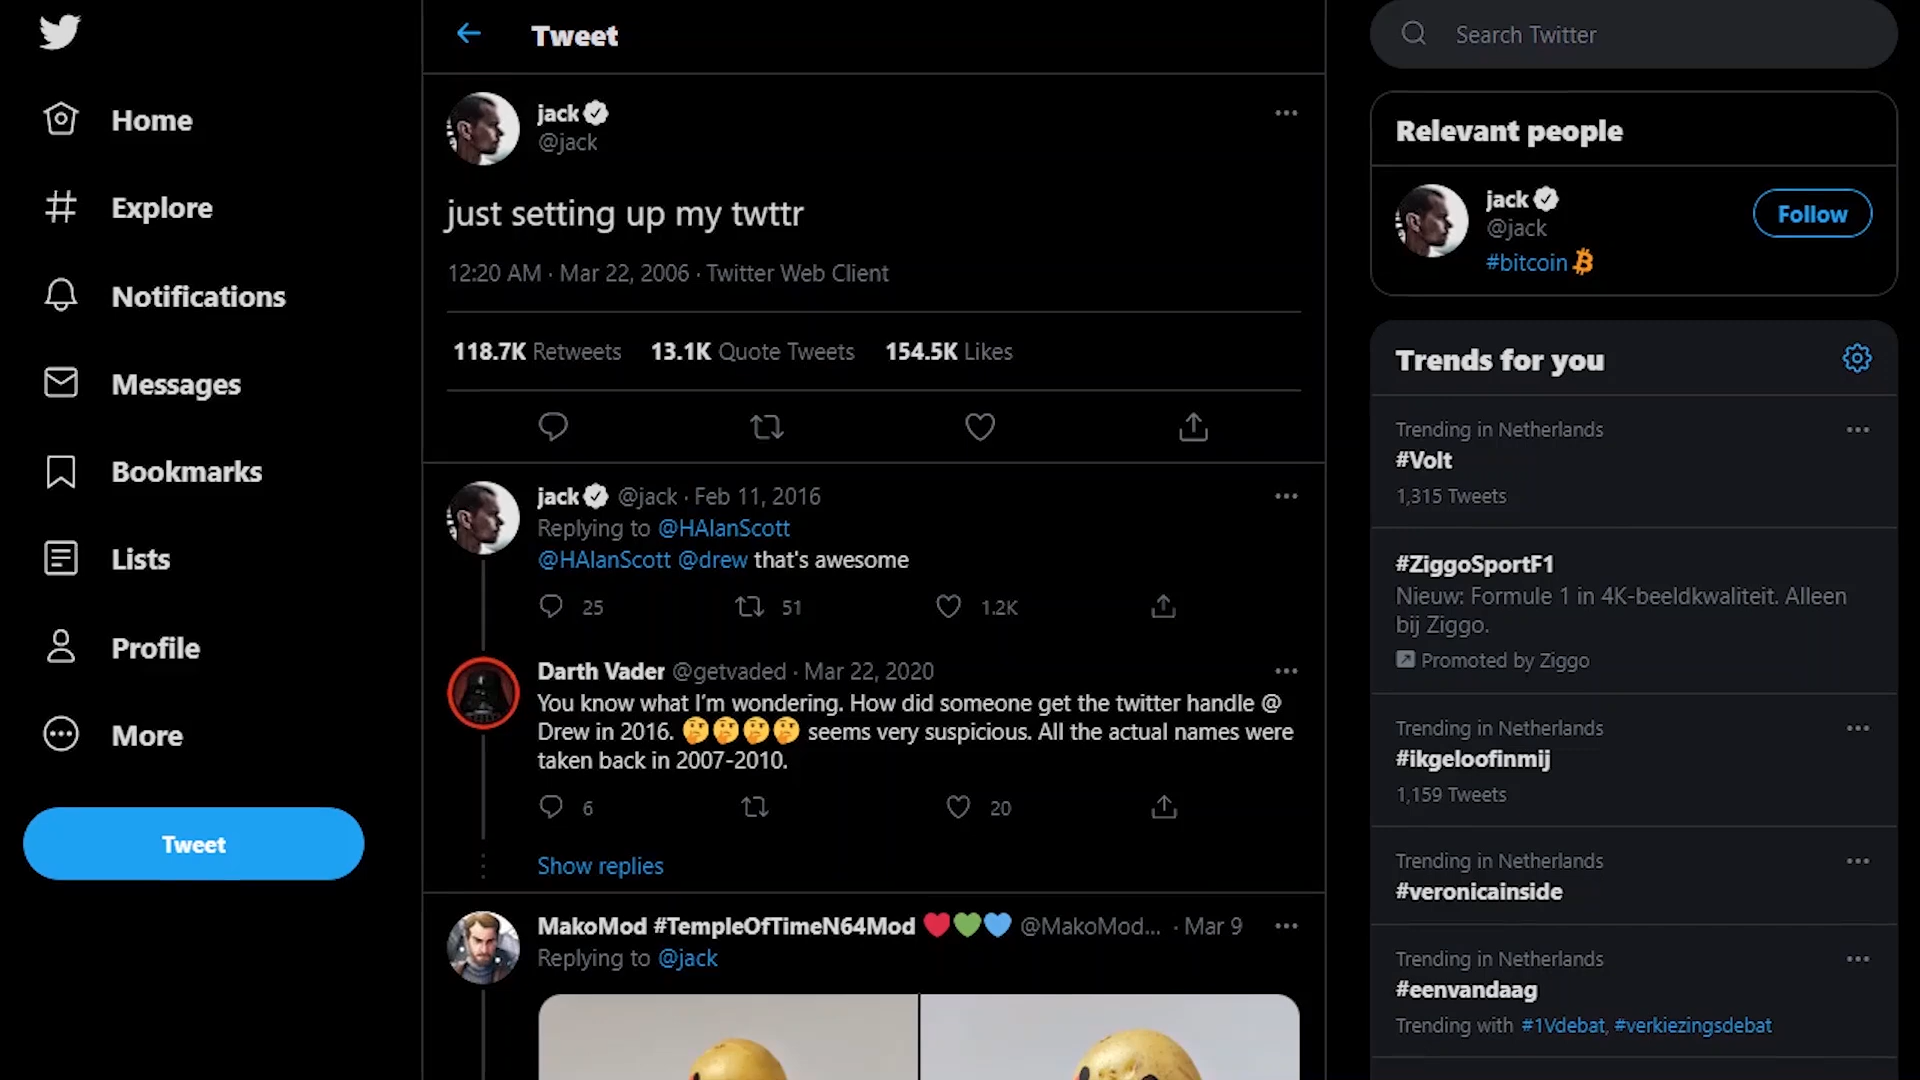 Home
Explore
Notifications
Messages
Bookmarks
Lists
Profile
More
Tweet
Tweet
jack
@jack
just setting up my twttr
12:20 AM · Mar 22, 2006 · Twitter Web Client
118.7K Retweets 13.1K Quote Tweets 154.5K Likes
jack @jack · Feb 11, 2016
Replying to @HAlanScott
@HAlanScott @drew that's awesome
25 51 1.2K
Darth Vader @getvaded · Mar 22, 2020
You know what I’m wondering. How did someone get the twitter handle @
Drew in 2016. 🤔🤔🤔🤔 seems very suspicious. All the actual names were
taken back in 2007-2010.
6 20
Show replies
MakoMod #TempleOfTimeN64Mod ❤️💚💙 @MakoMod... · Mar 9
Replying to @jack
Search Twitter
Relevant people
jack
@jack
#bitcoin
Follow
Trends for you
Trending in Netherlands
#Volt
1,315 Tweets
#ZiggoSportF1
Nieuw: Formule 1 in 4K-beeldkwaliteit. Alleen
bij Ziggo.
Promoted by Ziggo
Trending in Netherlands
#ikgeloofinmij
1,159 Tweets
Trending in Netherlands
#veronicainside
Trending in Netherlands
#eenvandaag
Trending with #1Vdebat, #verkiezingsdebat